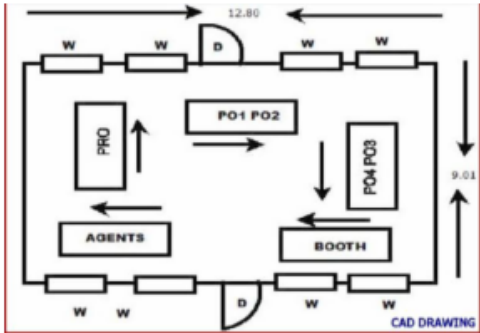 12.80
W W D W W
PO1 PO2
PRO
PO4 PO3
9.01
AGENTS
BOOTH
W W D W W
CAD DRAWING